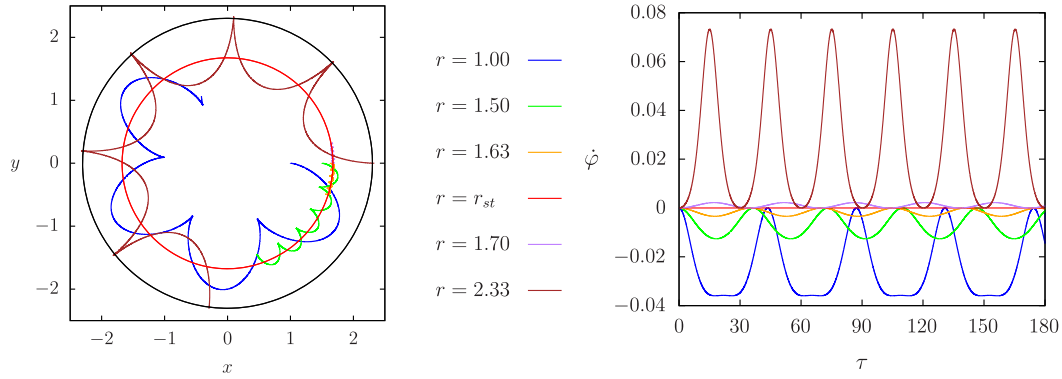 2
1
0
−1
−2
y
−2
−1
0
1
2
x
r = 1.00
r = 1.50
r = 1.63
r = r_st
r = 1.70
r = 2.33
0.08
0.06
0.04
0.02
0
−0.02
−0.04
φ̇
0
30
60
90
120
150
180
τ